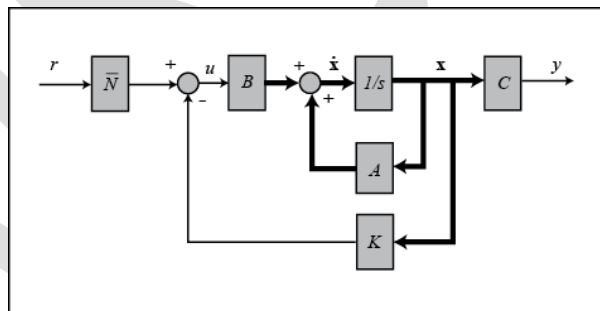 r N̅ + - u B + + ẋ 1/s x C y
A
K